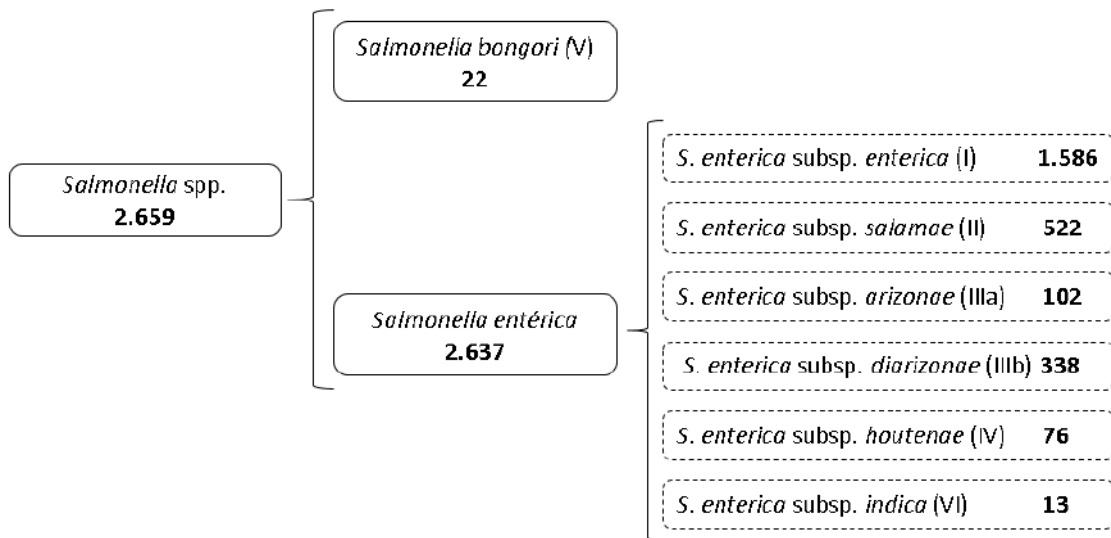 Salmonella bongori (V)
22
Salmonella spp.
2.659
Salmonella entérica
2.637
S. enterica subsp. enterica (I) 1.586
S. enterica subsp. salamae (II) 522
S. enterica subsp. arizonae (IIIa) 102
S. enterica subsp. diarizonae (IIIb) 338
S. enterica subsp. houtenae (IV) 76
S. enterica subsp. indica (VI) 13